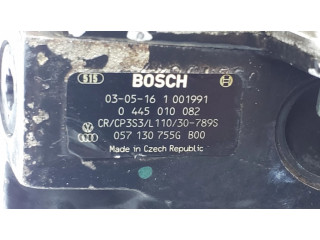 515 BOSCH
03-05-16 1 001991
0 445 010 082
CR/CP3S3/L110/30-789S
057 130 755G B00
Made in Czech Republic